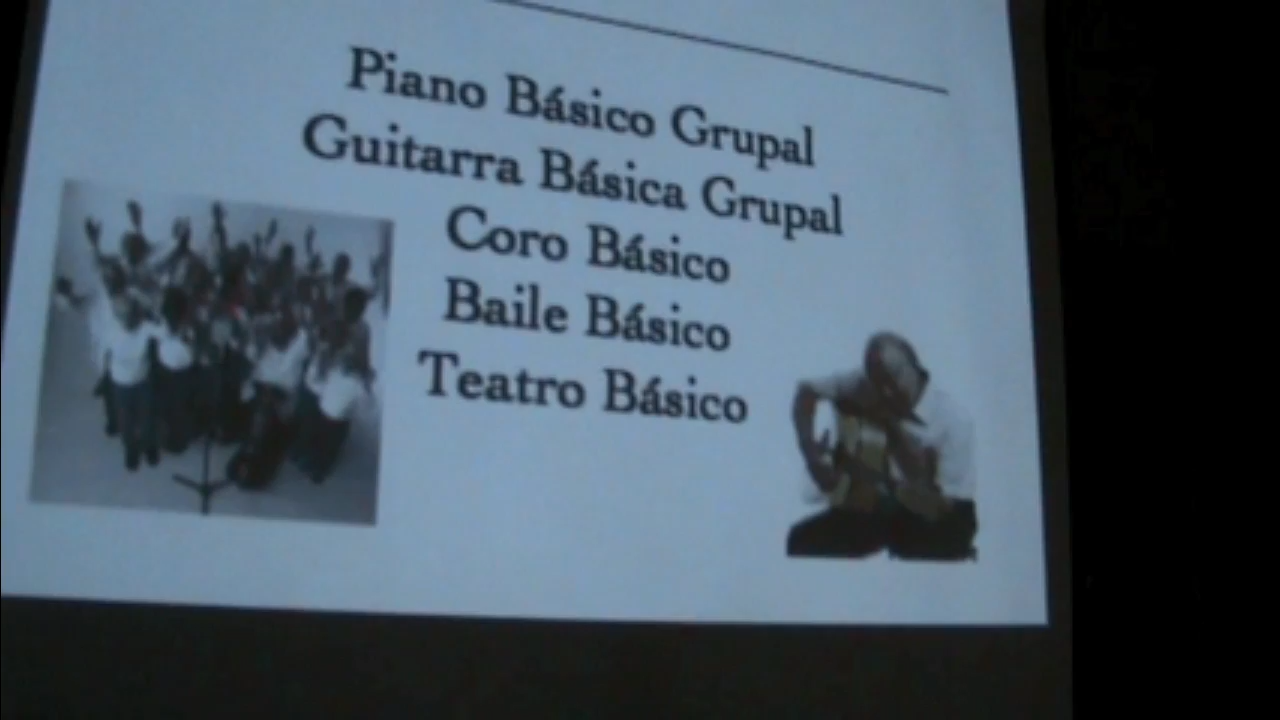 Piano Básico Grupal
Guitarra Básica Grupal
Coro Básico
Baile Básico
Teatro Básico